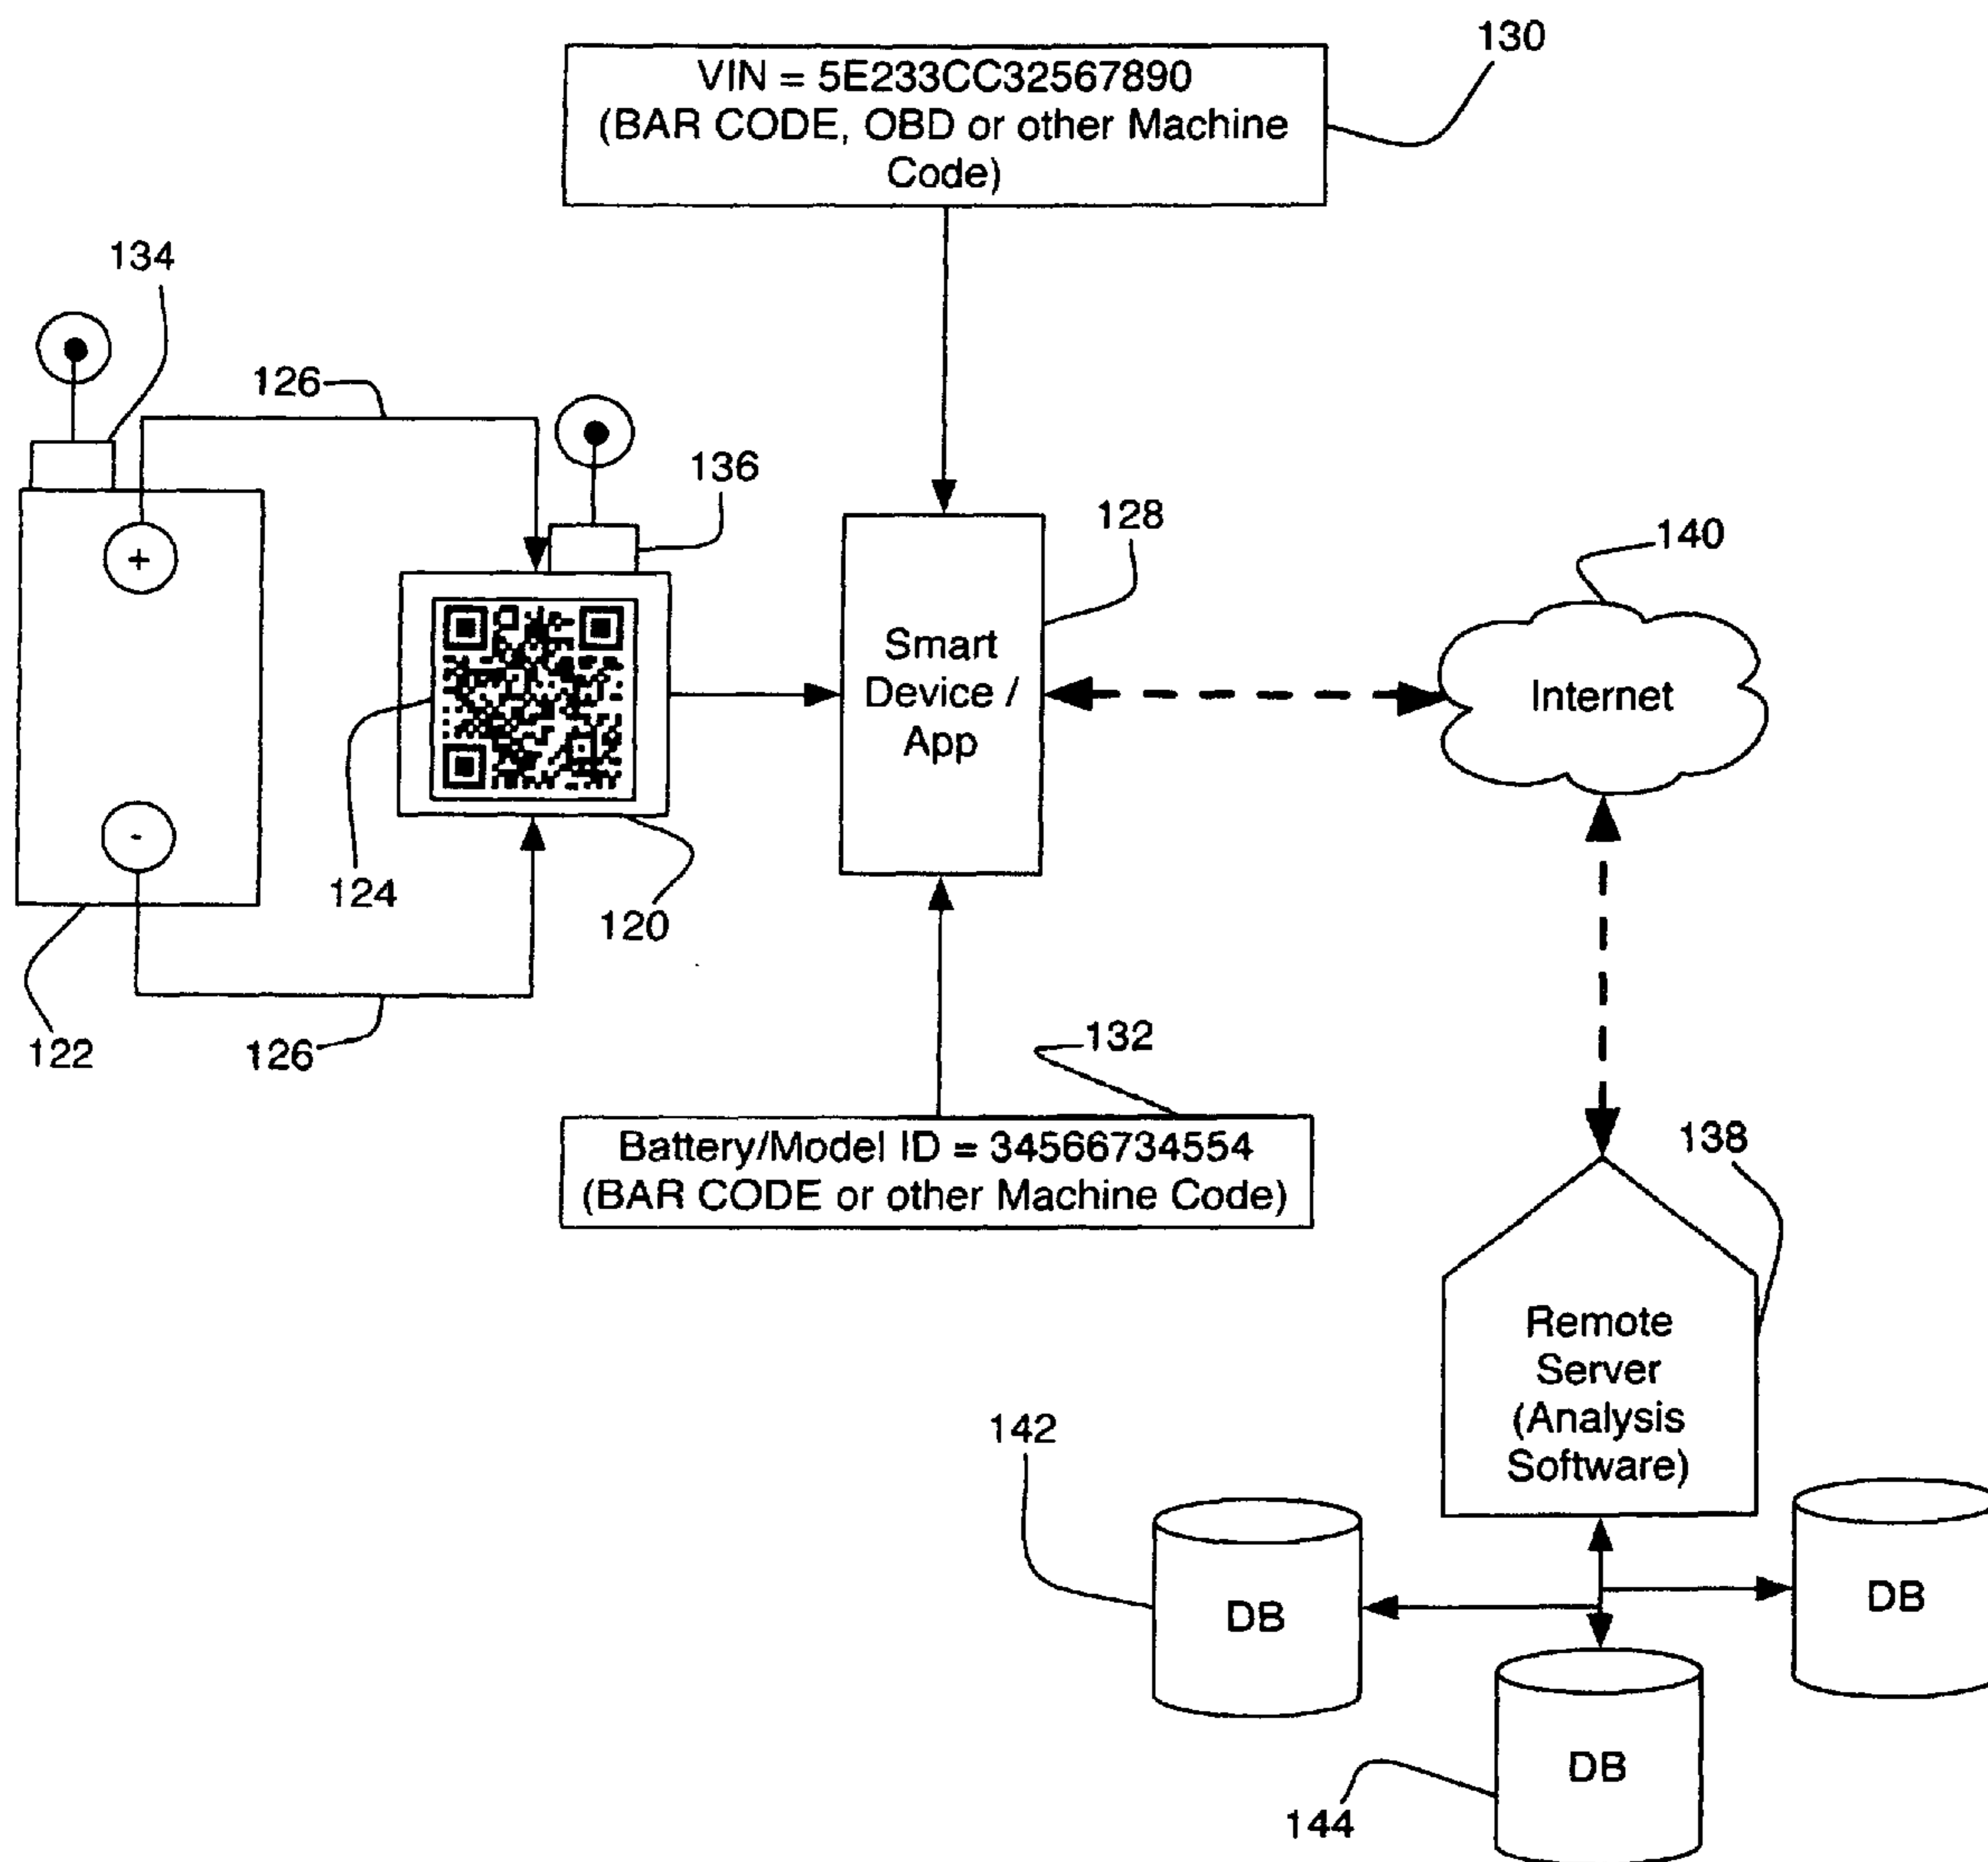 130
VIN = 5E233CC32567890
(BAR CODE, OBD or other Machine
Code)
134
126
136
+
128
140
Smart
Device /
App
Internet
-
124
120
122
126
132
Battery/Model ID = 34566734554
(BAR CODE or other Machine Code)
138
Remote
Server
(Analysis
Software)
142
DB
DB
DB
144